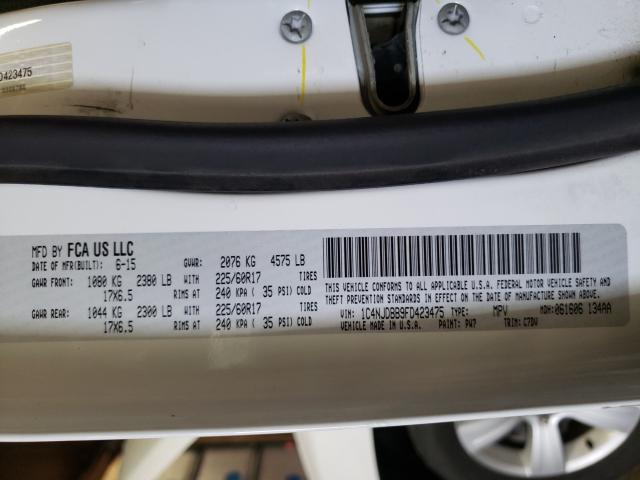 D423475
MFD BY FCA US LLC
DATE OF MFR(BUILT): 6-15 GVWR: 2076 KG 4575 LB
GAWR FRONT: 1080 KG 2380 LB WITH 225/60R17 TIRES
17X6.5 RIMS AT 240 KPA ( 35 PSI) COLD
GAWR REAR: 1044 KG 2300 LB WITH 225/60R17 TIRES
17X6.5 RIMS AT 240 KPA ( 35 PSI) COLD
THIS VEHICLE CONFORMS TO ALL APPLICABLE U.S.A. FEDERAL MOTOR VEHICLE SAFETY AND
THEFT PREVENTION STANDARDS IN EFFECT ON THE DATE OF MANUFACTURE SHOWN ABOVE.
VIN: 1C4NJDBB9FD423475 TYPE: MPV MDH: 061606 134AA
VEHICLE MADE IN U.S.A. PAINT: PW7 TRIM: C7DV